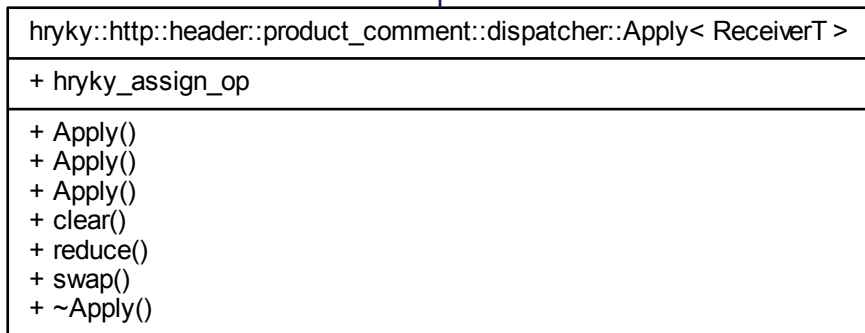 hryky::http::header::product_comment::dispatcher::Apply< ReceiverT >
+ hryky_assign_op
+ Apply()
+ Apply()
+ Apply()
+ clear()
+ reduce()
+ swap()
+ ~Apply()